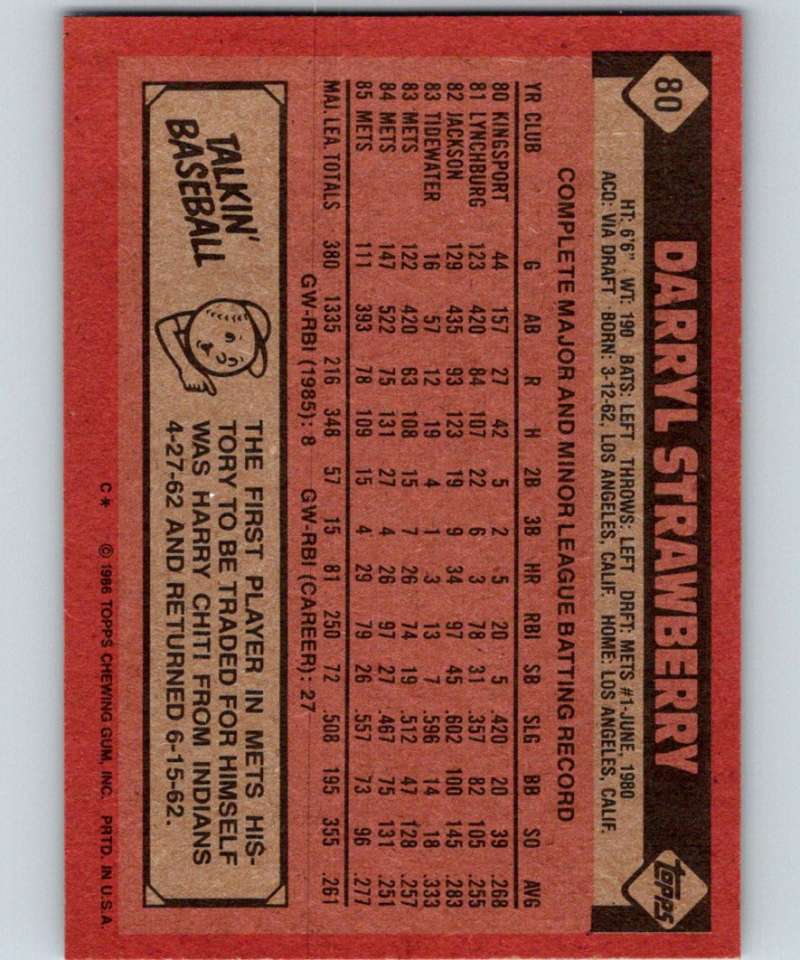 80
DARRYL STRAWBERRY
topps
HT: 6'6" WT: 190 BATS: LEFT THROWS: LEFT DRFT: METS #1-JUNE, 1980
ACQ: VIA DRAFT BORN: 3-12-62, LOS ANGELES, CALIF. HOME: LOS ANGELES, CALIF.
COMPLETE MAJOR AND MINOR LEAGUE BATTING RECORD
YR CLUB G AB R H 2B 3B HR RBI SB SLG BB SO AVG
80 KINGSPORT 44 157 27 42 5 2 5 20 5 .420 20 39 .268
81 LYNCHBURG 123 420 84 107 22 6 3 78 31 .357 82 105 .255
82 JACKSON 129 435 93 123 19 9 34 97 45 .602 100 145 .283
83 TIDEWATER 16 57 12 19 4 1 3 13 7 .596 14 18 .333
83 METS 122 420 63 108 15 7 26 74 19 .512 47 128 .257
84 METS 147 522 75 131 27 4 26 97 27 .467 75 131 .251
85 METS 111 393 78 109 15 4 29 79 26 .557 73 96 .277
MAJ. LEA. TOTALS 380 1335 216 348 57 15 81 250 72 .508 195 355 .261
GW-RBI (1985): 8 GW-RBI (CAREER): 27
TALKIN'
BASEBALL
THE FIRST PLAYER IN METS HIS-
TORY TO BE TRADED FOR HIMSELF
WAS HARRY CHITI FROM INDIANS
4-27-62 AND RETURNED 6-15-62.
C* © 1986 TOPPS CHEWING GUM, INC. PRTD. IN U.S.A.